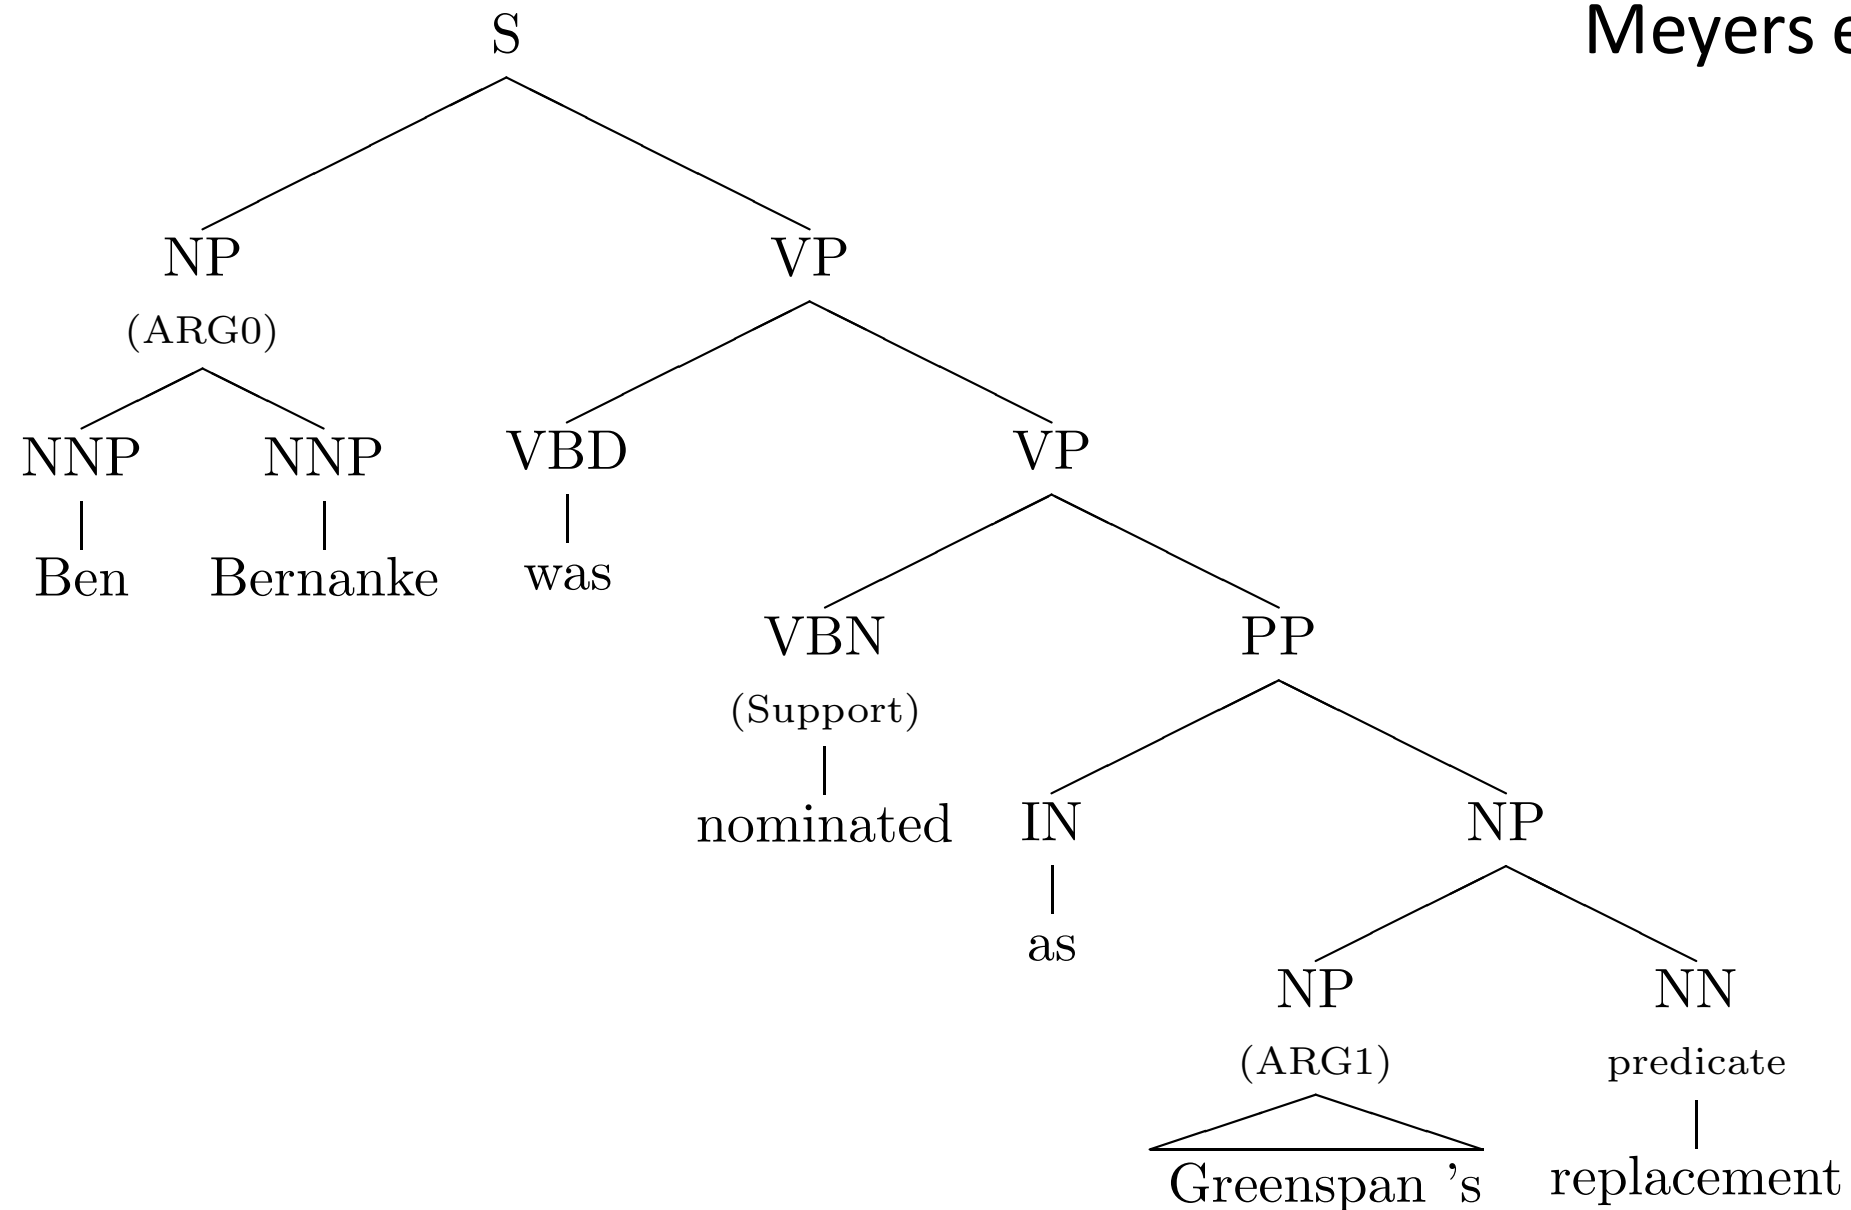 Meyers e
S
NP VP
(ARG0)
NNP NNP VBD VP
Ben Bernanke was
VBN PP
(Support)
nominated IN NP
as
NP NN
(ARG1) predicate
Greenspan 's replacement